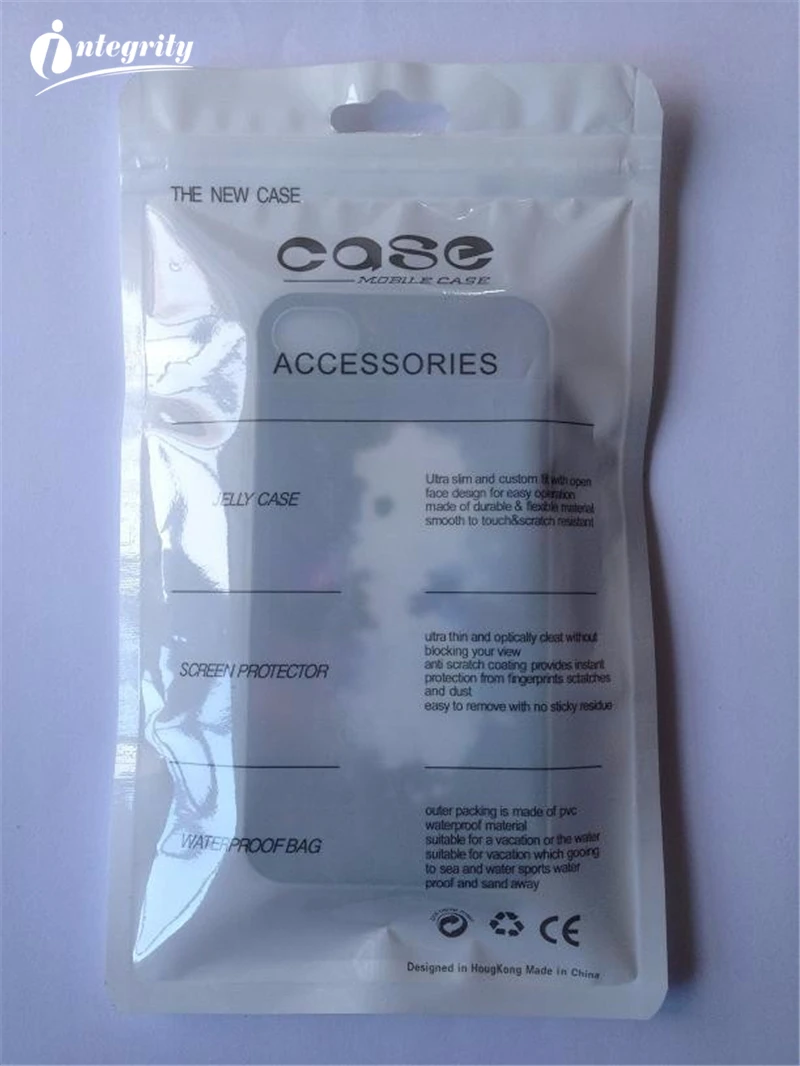 integrity
THE NEW CASE
case
MOBILE CASE
ACCESSORIES
JELLY CASE
Utra slim and custom fit with open
face design for easy operation
made of durable & flexible material
smooth to touch&scratch resistant
SCREEN PROTECTOR
utra thin and optically cleat without
blocking your view
anti scratch coating provides instant
protection from fingerprints sctatches
and dust
easy to remove with no sticky residue
WATERPROOF BAG
outer packing is made of pvc
waterproof material
suitable for a vacation or the water
suitable for vacation which gooing
to sea and water sports water
proof and sand away
CE
Designed in HougKong Made in China